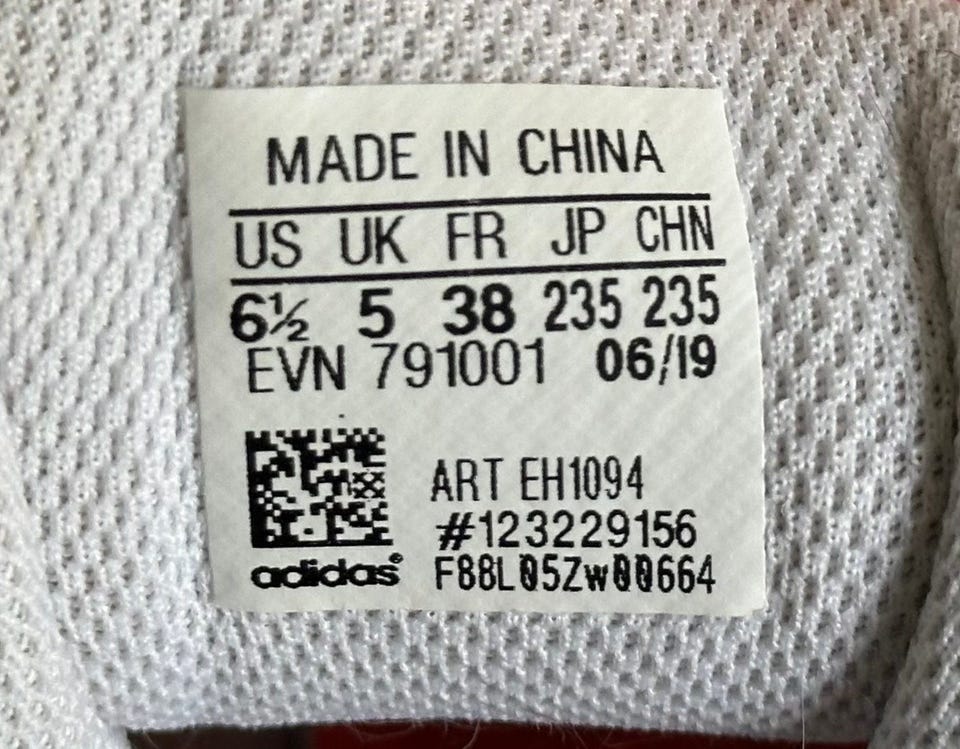 MADE IN CHINA
US UK FR JP CHN
6½ 5 38 235 235
EVN 791001 06/19
ART EH1094
#123229156
adidas® F88L05Zw00664